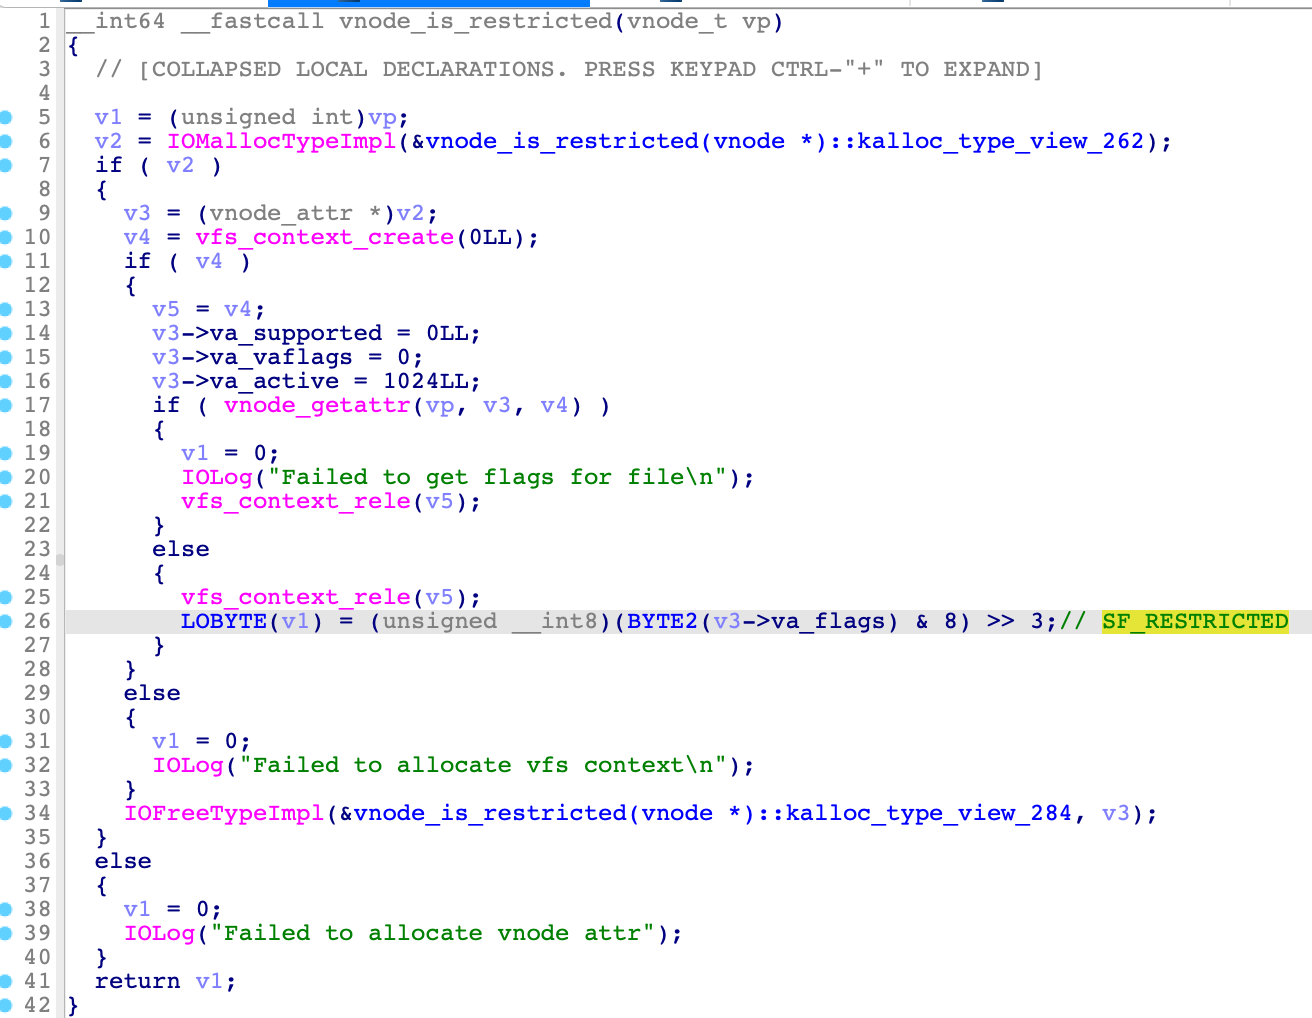 1 __int64 __fastcall vnode_is_restricted(vnode_t vp)
2 {
3   // [COLLAPSED LOCAL DECLARATIONS. PRESS KEYPAD CTRL-"+" TO EXPAND]
4
5   v1 = (unsigned int)vp;
6   v2 = IOMallocTypeImpl(&vnode_is_restricted(vnode *)::kalloc_type_view_262);
7   if ( v2 )
8   {
9     v3 = (vnode_attr *)v2;
10     v4 = vfs_context_create(0LL);
11     if ( v4 )
12     {
13       v5 = v4;
14       v3->va_supported = 0LL;
15       v3->va_vaflags = 0;
16       v3->va_active = 1024LL;
17       if ( vnode_getattr(vp, v3, v4) )
18       {
19         v1 = 0;
20         IOLog("Failed to get flags for file\n");
21         vfs_context_rele(v5);
22       }
23       else
24       {
25         vfs_context_rele(v5);
26         LOBYTE(v1) = (unsigned __int8)(BYTE2(v3->va_flags) & 8) >> 3;// SF_RESTRICTED
27       }
28     }
29     else
30     {
31       v1 = 0;
32       IOLog("Failed to allocate vfs context\n");
33     }
34     IOFreeTypeImpl(&vnode_is_restricted(vnode *)::kalloc_type_view_284, v3);
35   }
36   else
37   {
38     v1 = 0;
39     IOLog("Failed to allocate vnode attr");
40   }
41   return v1;
42 }